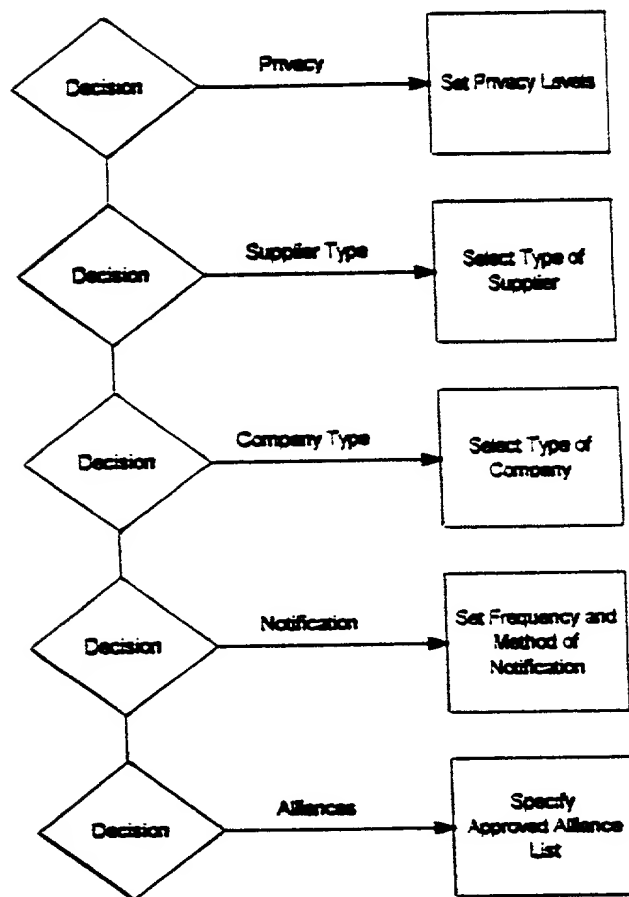 Decision
Privacy
Set Privacy Levels
Decision
Supplier Type
Select Type of
Supplier
Decision
Company Type
Select Type of
Company
Decision
Notification
Set Frequency and
Method of
Notification
Decision
Alliances
Specify
Approved Alliance
List